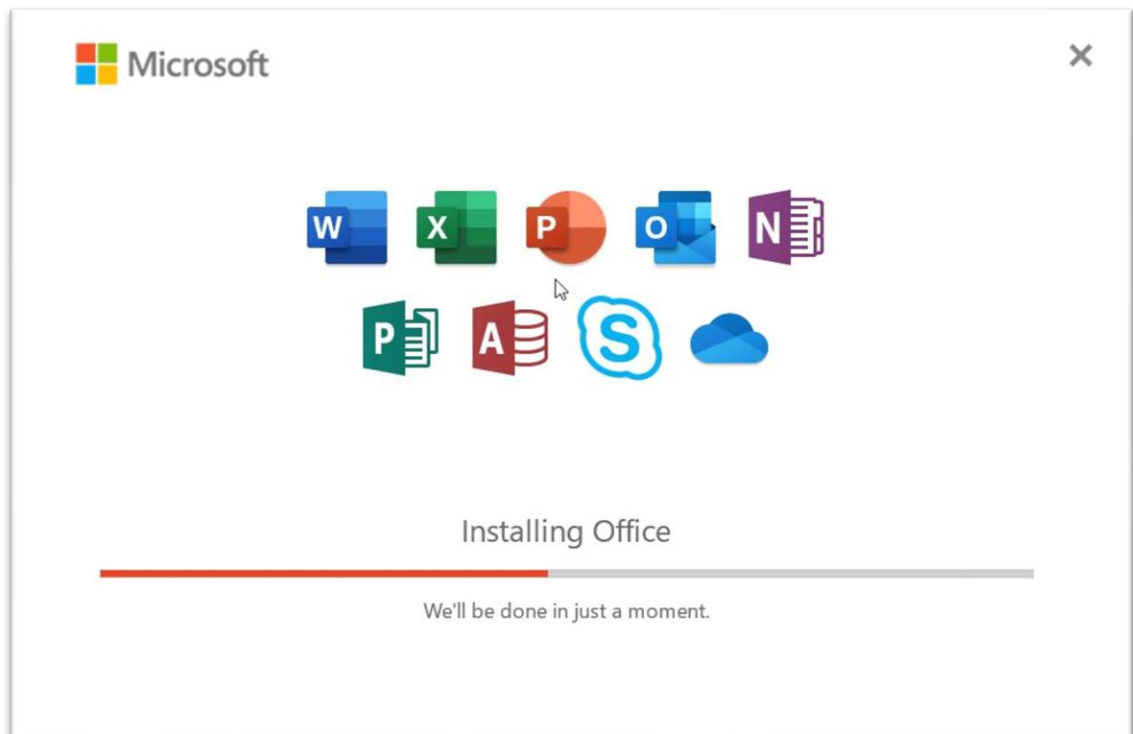 Microsoft
W X P O N
P A S
Installing Office
We'll be done in just a moment.